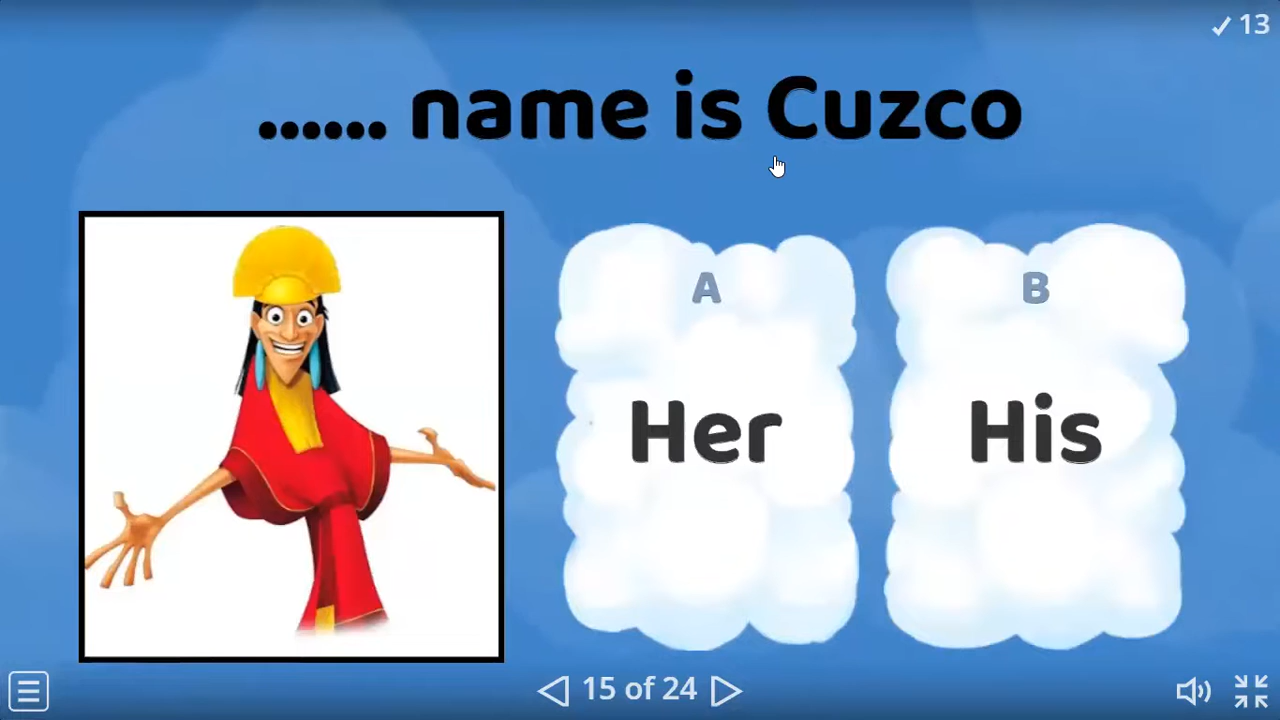 ✓ 13
...... name is Cuzco
A
Her
B
His
15 of 24